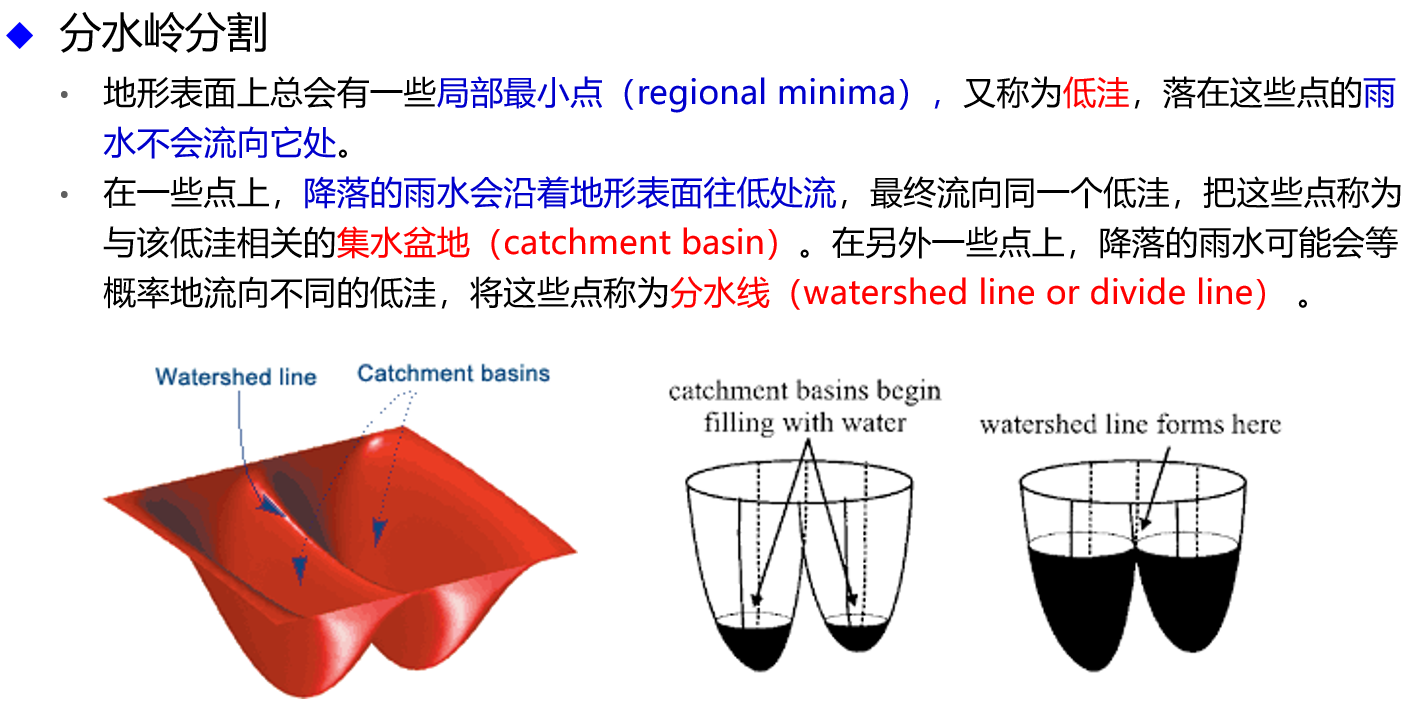 分水岭分割
地形表面上总会有一些局部最小点（regional minima），又称为低洼，落在这些点的雨
水不会流向它处。
在一些点上，降落的雨水会沿着地形表面往低处流，最终流向同一个低洼，把这些点称为
与该低洼相关的集水盆地（catchment basin）。在另外一些点上，降落的雨水可能会等
概率地流向不同的低洼，将这些点称为分水线（watershed line or divide line） 。
Watershed line
Catchment basins
catchment basins begin
filling with water
watershed line forms here